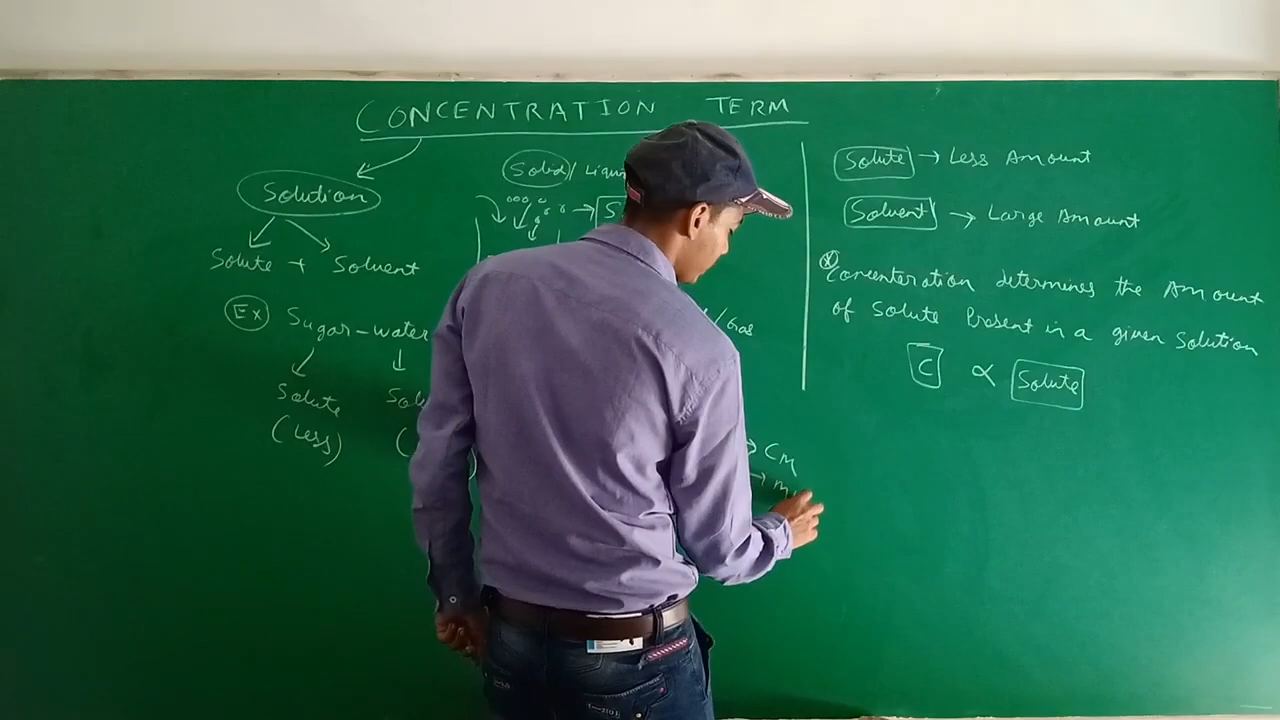 CONCENTRATION TERM
Solution
Solute + Solvent
Ex Sugar-water
Solute
(Less)
Solid /
/ Gas
→ Cm
Solute → Less Amount
Solvent → Large Amount
Concenteration determines the Amount
of Solute Present in a given Solution
C ∝ Solute